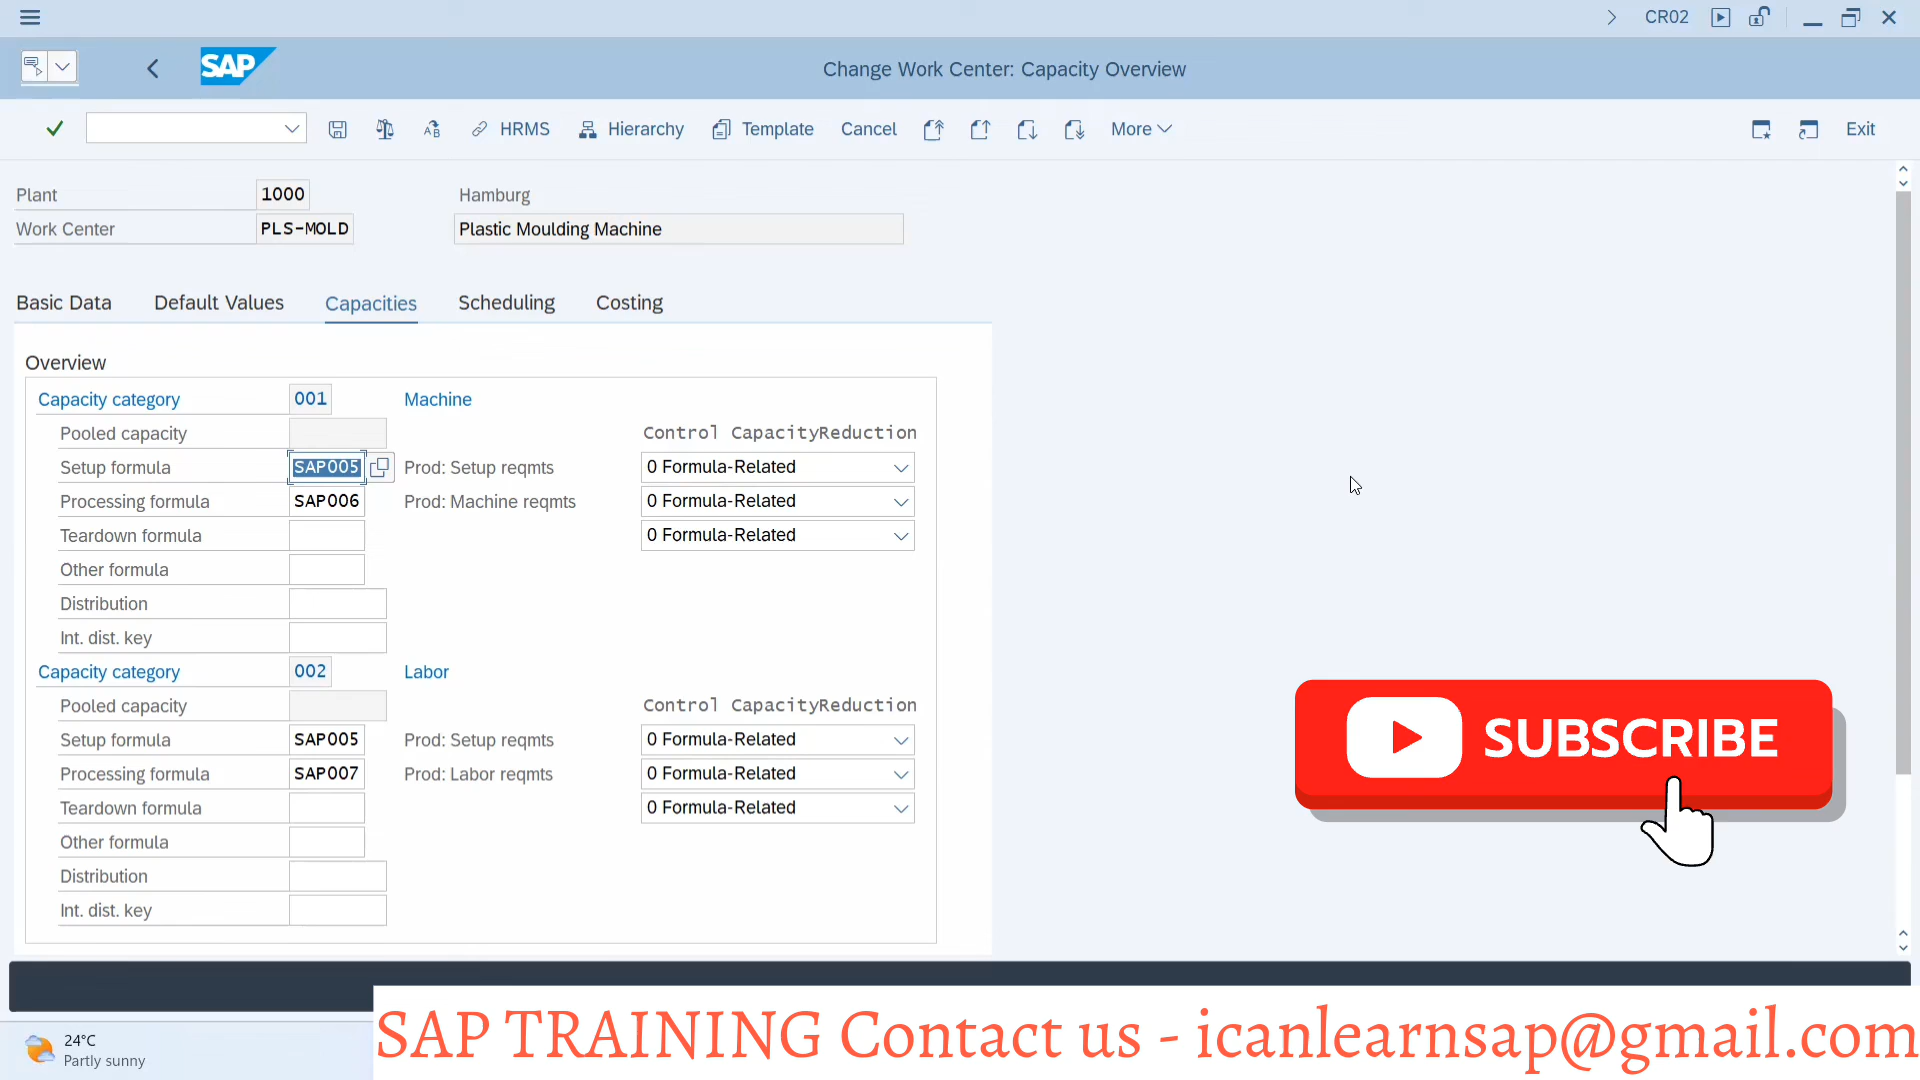 CR02
SAP
Change Work Center: Capacity Overview
HRMS Hierarchy Template Cancel More Exit
Plant 1000 Hamburg
Work Center PLS-MOLD Plastic Moulding Machine
Basic Data Default Values Capacities Scheduling Costing
Overview
Capacity category 001 Machine
Pooled capacity Control CapacityReduction
Setup formula SAP005 Prod: Setup reqmts 0 Formula-Related
Processing formula SAP006 Prod: Machine reqmts 0 Formula-Related
Teardown formula 0 Formula-Related
Other formula
Distribution
Int. dist. key
Capacity category 002 Labor
Pooled capacity Control CapacityReduction
Setup formula SAP005 Prod: Setup reqmts 0 Formula-Related
Processing formula SAP007 Prod: Labor reqmts 0 Formula-Related
Teardown formula 0 Formula-Related
Other formula
Distribution
Int. dist. key
SUBSCRIBE
SAP TRAINING Contact us - icanlearnsap@gmail.com
24°C
Partly sunny